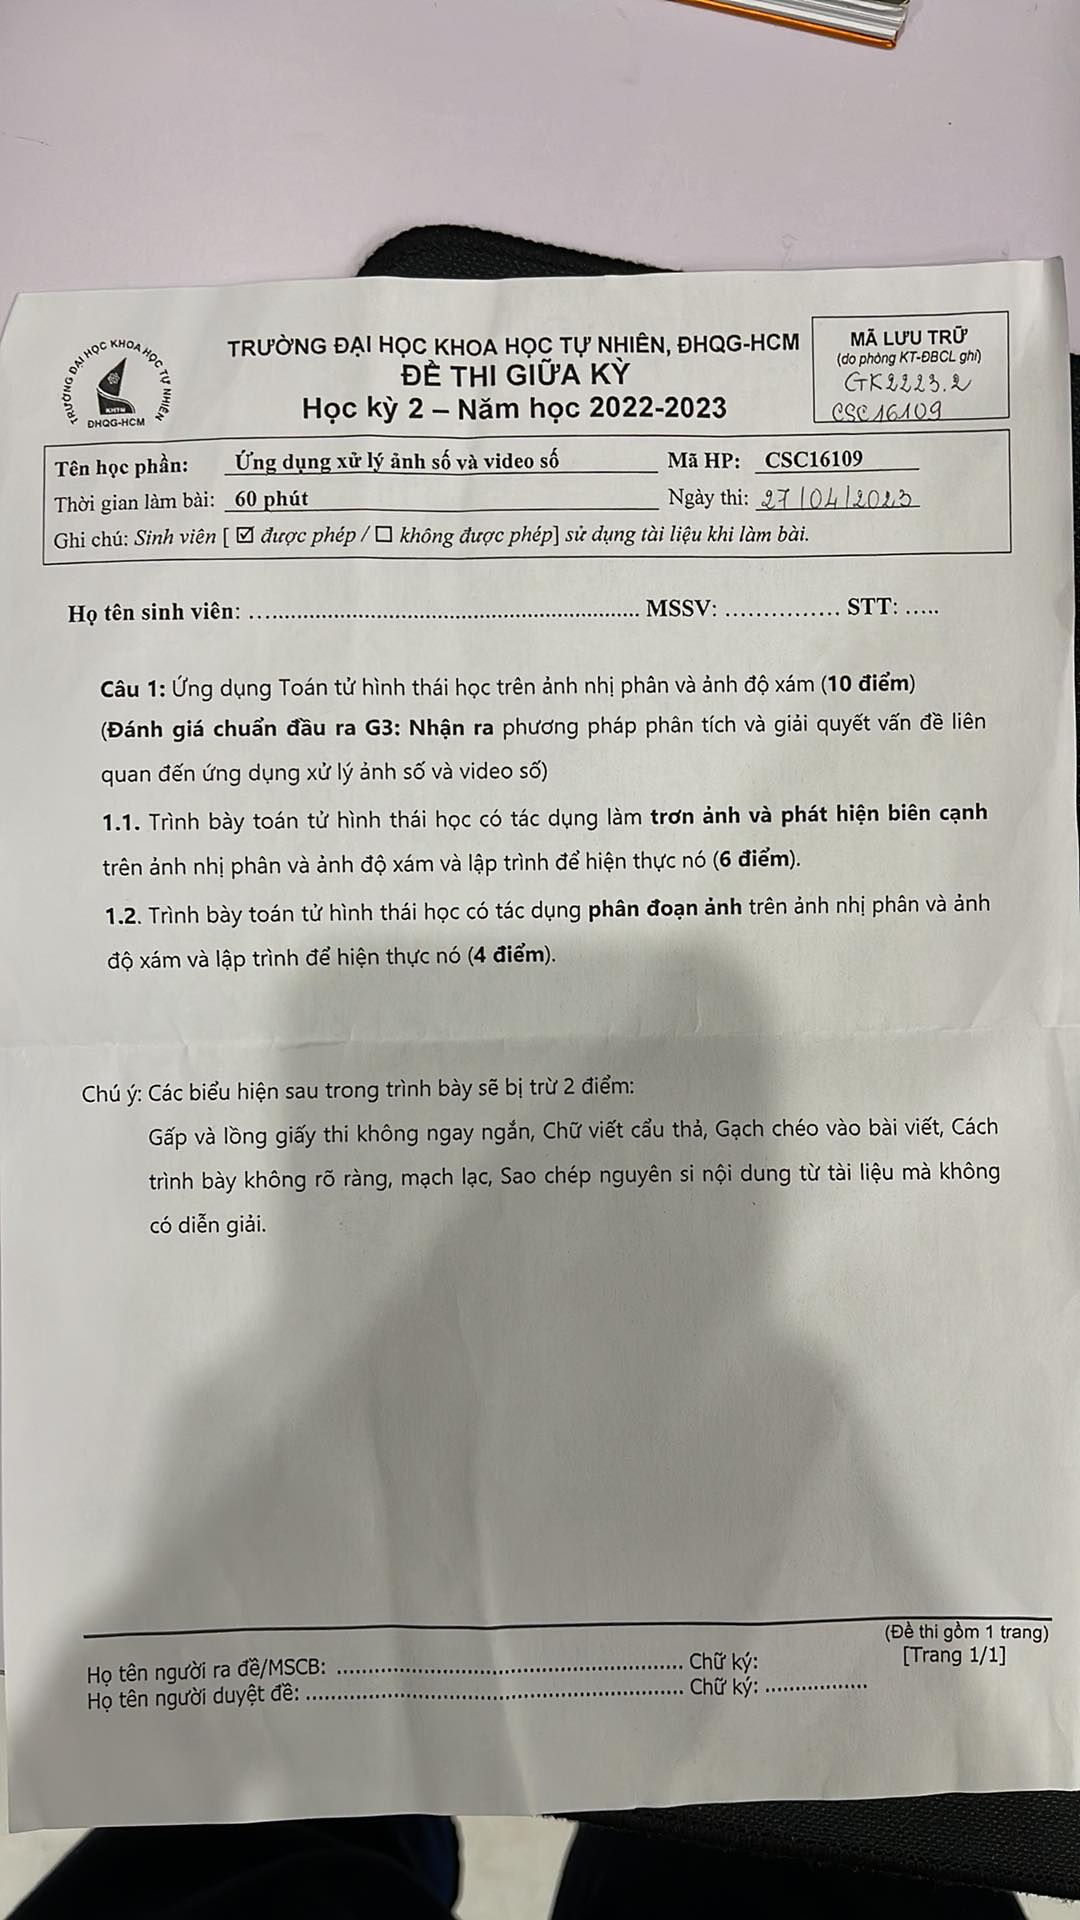 TRƯỜNG ĐẠI HỌC KHOA HỌC TỰ NHIÊN
KHTN
ĐHQG-HCM
TRƯỜNG ĐẠI HỌC KHOA HỌC TỰ NHIÊN, ĐHQG-HCM
ĐỀ THI GIỮA KỲ
Học kỳ 2 – Năm học 2022-2023
MÃ LƯU TRỮ
(do phòng KT-ĐBCL ghi)
GK2223.2
CSC16109
Tên học phần: Ứng dụng xử lý ảnh số và video số Mã HP: CSC16109
Thời gian làm bài: 60 phút Ngày thi: 27/04/2023
Ghi chú: Sinh viên [ ☑ được phép / ☐ không được phép] sử dụng tài liệu khi làm bài.
Họ tên sinh viên: ........................................................... MSSV: ............... STT: .....
Câu 1: Ứng dụng Toán tử hình thái học trên ảnh nhị phân và ảnh độ xám (10 điểm)
(Đánh giá chuẩn đầu ra G3: Nhận ra phương pháp phân tích và giải quyết vấn đề liên
quan đến ứng dụng xử lý ảnh số và video số)
1.1. Trình bày toán tử hình thái học có tác dụng làm trơn ảnh và phát hiện biên cạnh
trên ảnh nhị phân và ảnh độ xám và lập trình để hiện thực nó (6 điểm).
1.2. Trình bày toán tử hình thái học có tác dụng phân đoạn ảnh trên ảnh nhị phân và ảnh
độ xám và lập trình để hiện thực nó (4 điểm).
Chú ý: Các biểu hiện sau trong trình bày sẽ bị trừ 2 điểm:
Gấp và lồng giấy thi không ngay ngắn, Chữ viết cẩu thả, Gạch chéo vào bài viết, Cách
trình bày không rõ ràng, mạch lạc, Sao chép nguyên si nội dung từ tài liệu mà không
có diễn giải.
(Đề thi gồm 1 trang)
[Trang 1/1]
Họ tên người ra đề/MSCB: ............................................................ Chữ ký:
Họ tên người duyệt đề: ................................................................. Chữ ký: ..................